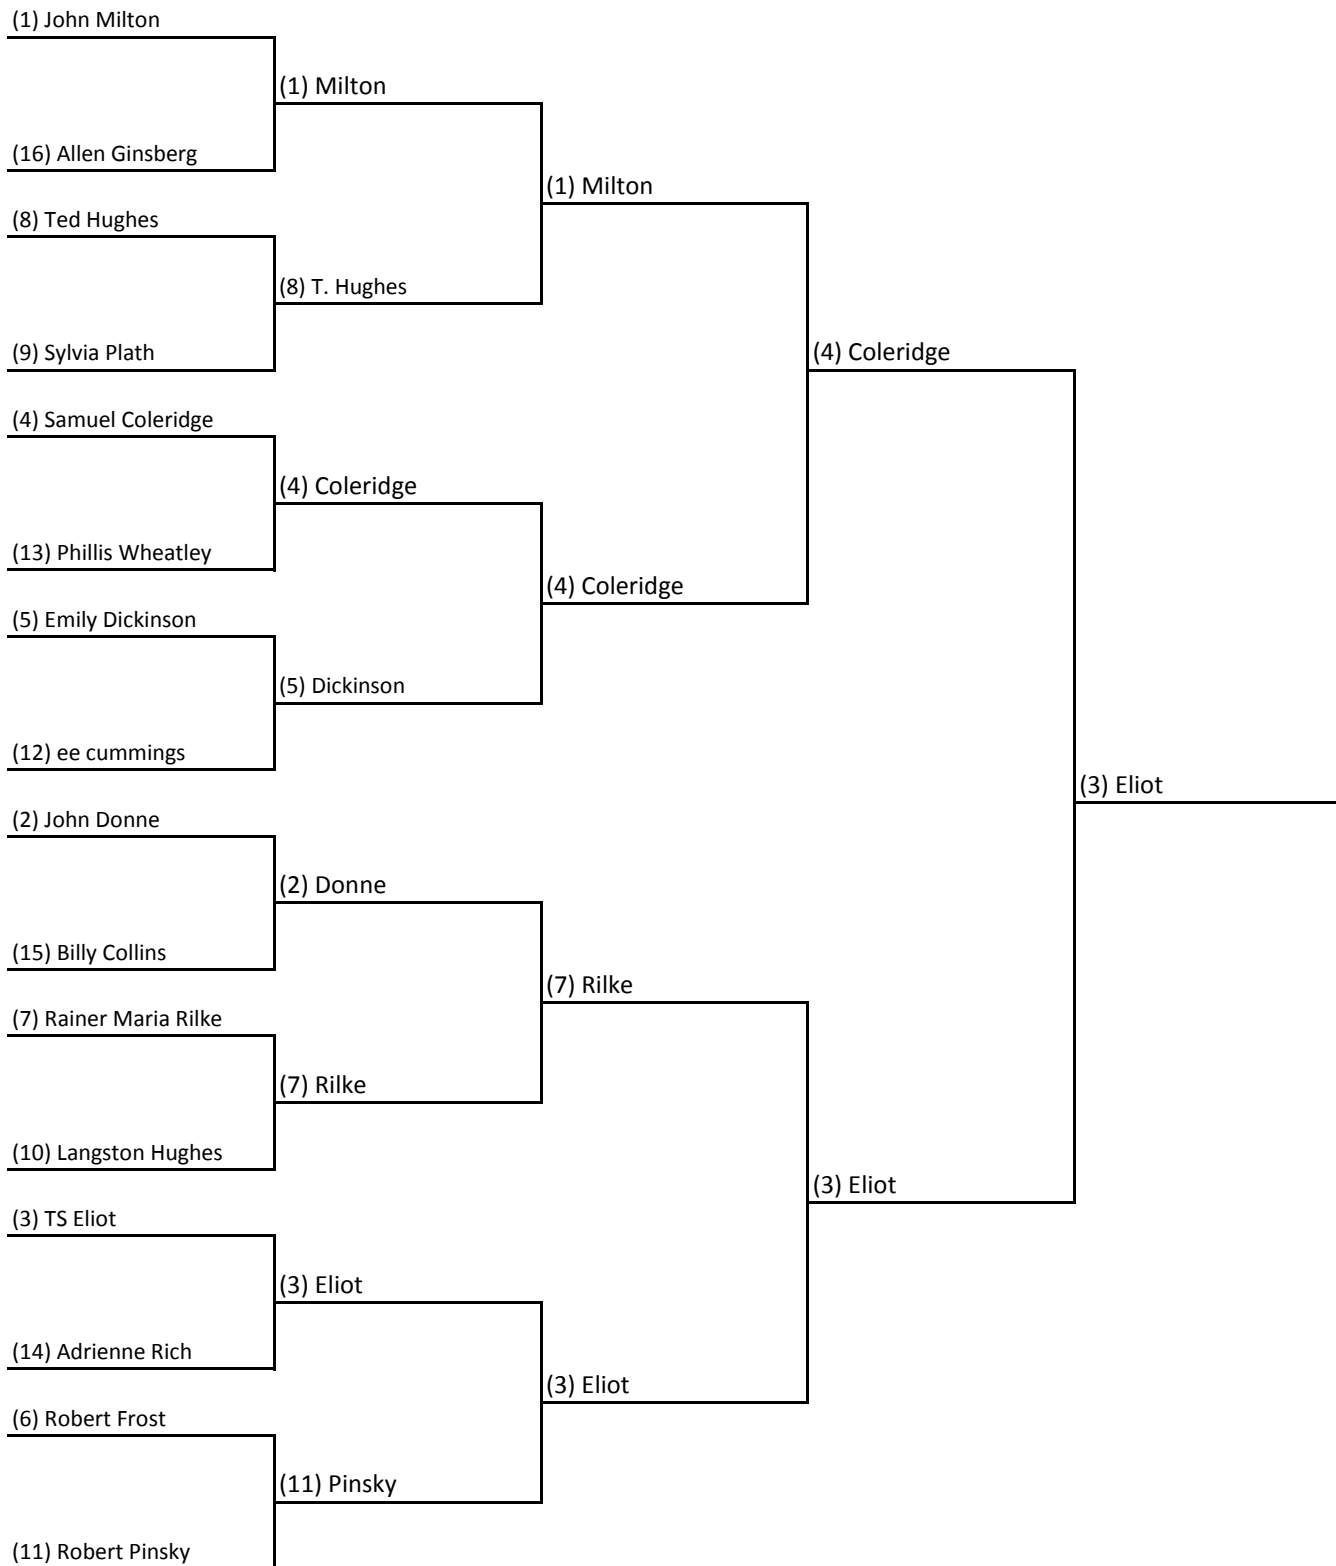 (1) John Milton
(1) Milton
(16) Allen Ginsberg
(1) Milton
(8) Ted Hughes
(8) T. Hughes
(9) Sylvia Plath
(4) Coleridge
(4) Samuel Coleridge
(4) Coleridge
(13) Phillis Wheatley
(4) Coleridge
(5) Emily Dickinson
(5) Dickinson
(12) ee cummings
(3) Eliot
(2) John Donne
(2) Donne
(15) Billy Collins
(7) Rilke
(7) Rainer Maria Rilke
(7) Rilke
(10) Langston Hughes
(3) Eliot
(3) TS Eliot
(3) Eliot
(14) Adrienne Rich
(3) Eliot
(6) Robert Frost
(11) Pinsky
(11) Robert Pinsky